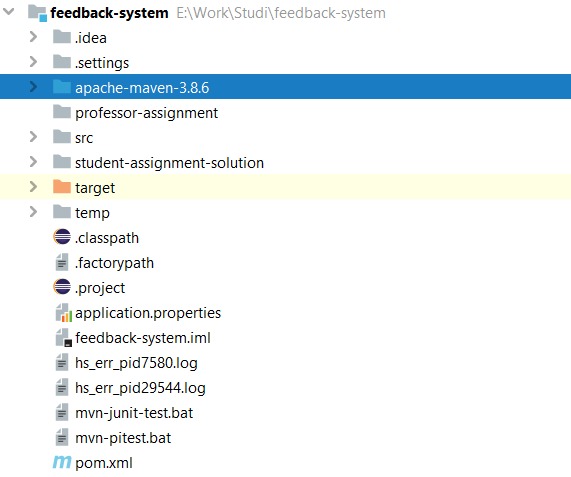 feedback-system E:\Work\Studi\feedback-system
.idea
.settings
apache-maven-3.8.6
professor-assignment
src
student-assignment-solution
target
temp
.classpath
.factorypath
.project
application.properties
feedback-system.iml
hs_err_pid7580.log
hs_err_pid29544.log
mvn-junit-test.bat
mvn-pitest.bat
m pom.xml